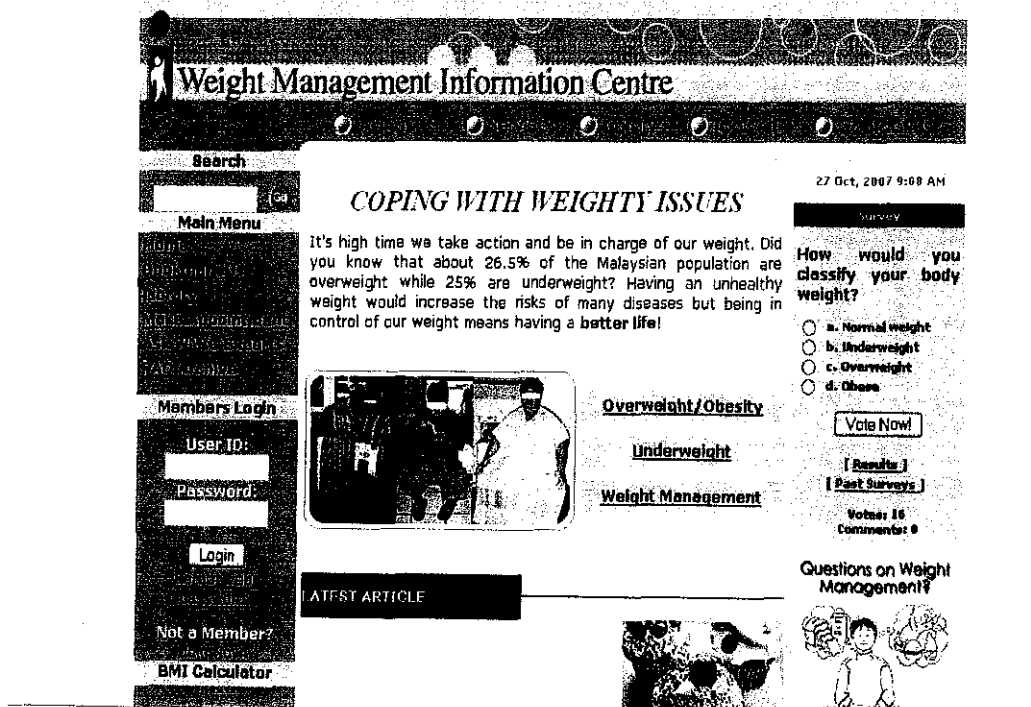 Weight Management Information Centre
Search
Go
Main Menu
COPING WITH WEIGHTY ISSUES
It's high time we take action and be in charge of our weight. Did
you know that about 26.5% of the Malaysian population are
overweight while 25% are underweight? Having an unhealthy
weight would increase the risks of many diseases but being in
control of our weight means having a better life!
Overweight/Obesity
Underweight
Weight Management
Members Login
User ID:
Password:
Login
Not a Member?
BMI Calculator
LATEST ARTICLE
27 Oct, 2007 9:08 AM
Survey
How would you
classify your body
weight?
a. Normal weight
b. Underweight
c. Overweight
d. Obese
Vote Now!
[ Results ]
[ Past Surveys ]
Votes: 16
Comments: 0
Questions on Weight
Management?